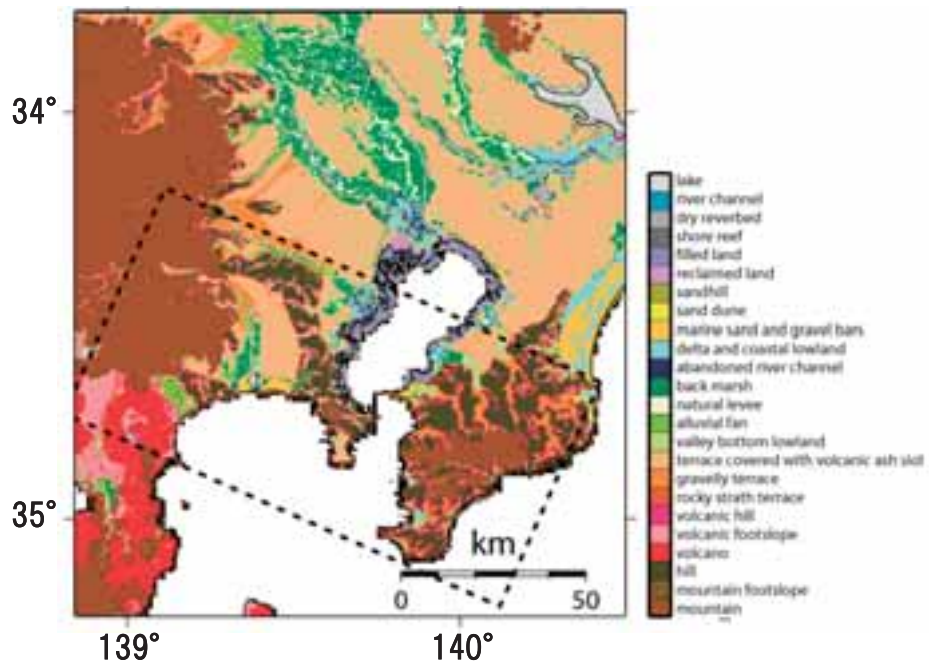 34°
35°
139°
140°
km
0
50
lake
river channel
dry reverbed
shore reef
filled land
reclaimed land
sandhill
sand dune
marine sand and gravel bars
delta and coastal lowland
abandoned river channel
back marsh
natural levee
alluvial fan
valley bottom lowland
terrace covered with volcanic ash slot
gravelly terrace
rocky strath terrace
volcanic hill
volcanic footslope
volcano
hill
mountain footslope
mountain